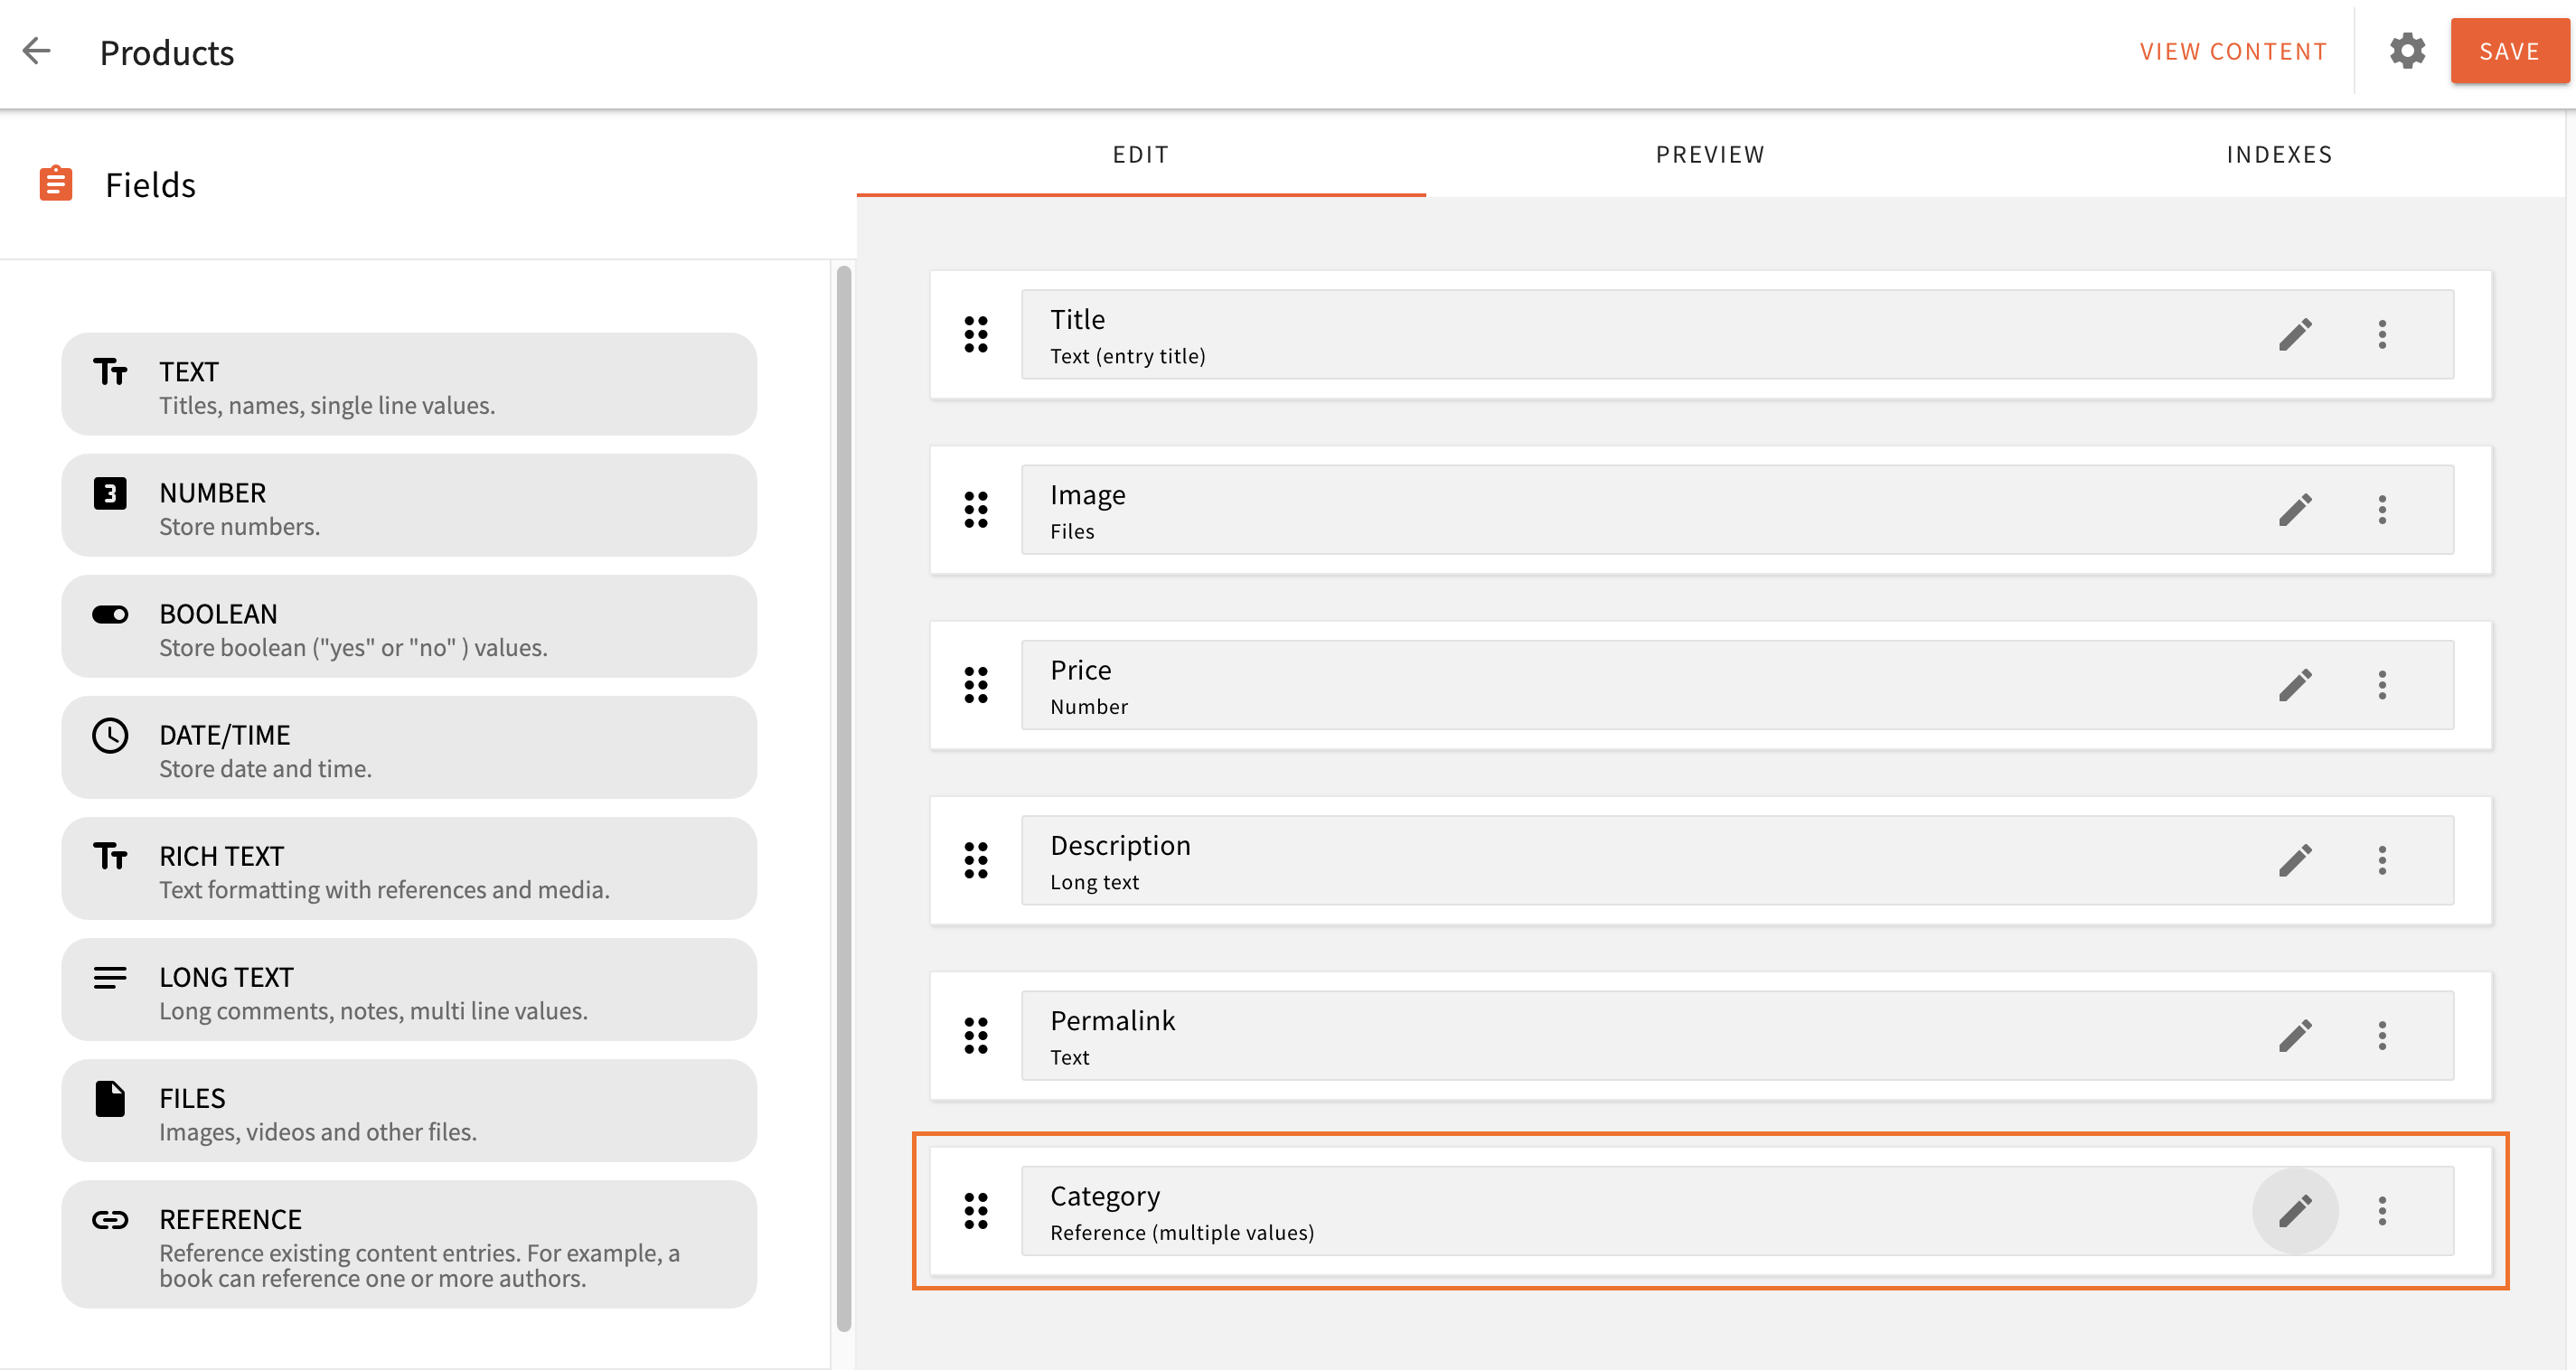 Products
VIEW CONTENT
SAVE
Fields
EDIT
PREVIEW
INDEXES
TEXT
Titles, names, single line values.
3
NUMBER
Store numbers.
BOOLEAN
Store boolean ("yes" or "no" ) values.
DATE/TIME
Store date and time.
RICH TEXT
Text formatting with references and media.
LONG TEXT
Long comments, notes, multi line values.
FILES
Images, videos and other files.
REFERENCE
Reference existing content entries. For example, a
book can reference one or more authors.
Title
Text (entry title)
Image
Files
Price
Number
Description
Long text
Permalink
Text
Category
Reference (multiple values)